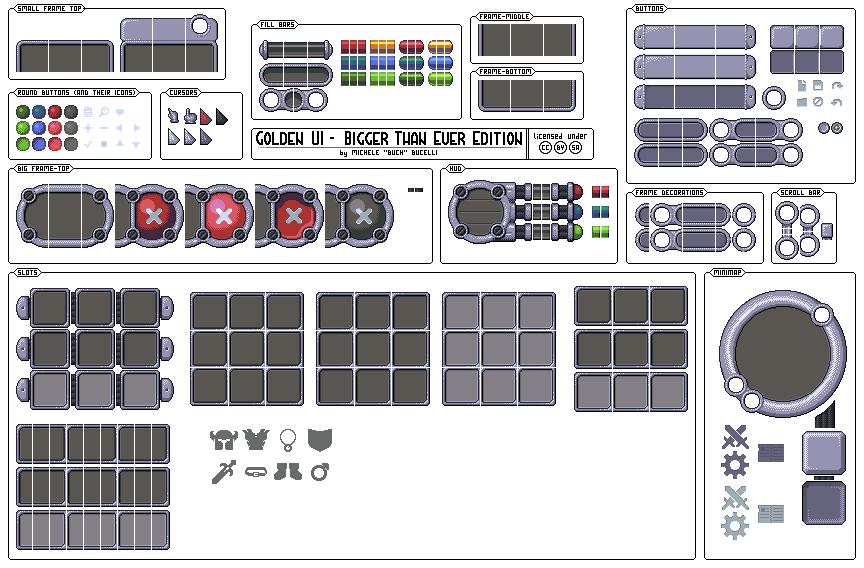 SMALL FRAME TOP
FILL BARS
FRAME-MIDDLE
BUTTONS
FRAME-BOTTOM
ROUND BUTTONS (AND THEIR ICONS)
CURSORS
GOLDEN UI - BIGGER THAN EVER EDITION
by MICHELE "BUCH" BUCELLI
licensed under
CC BY SA
BIG FRAME-TOP
HUD
FRAME DECORATIONS
SCROLL BAR
SLOTS
MINIMAP